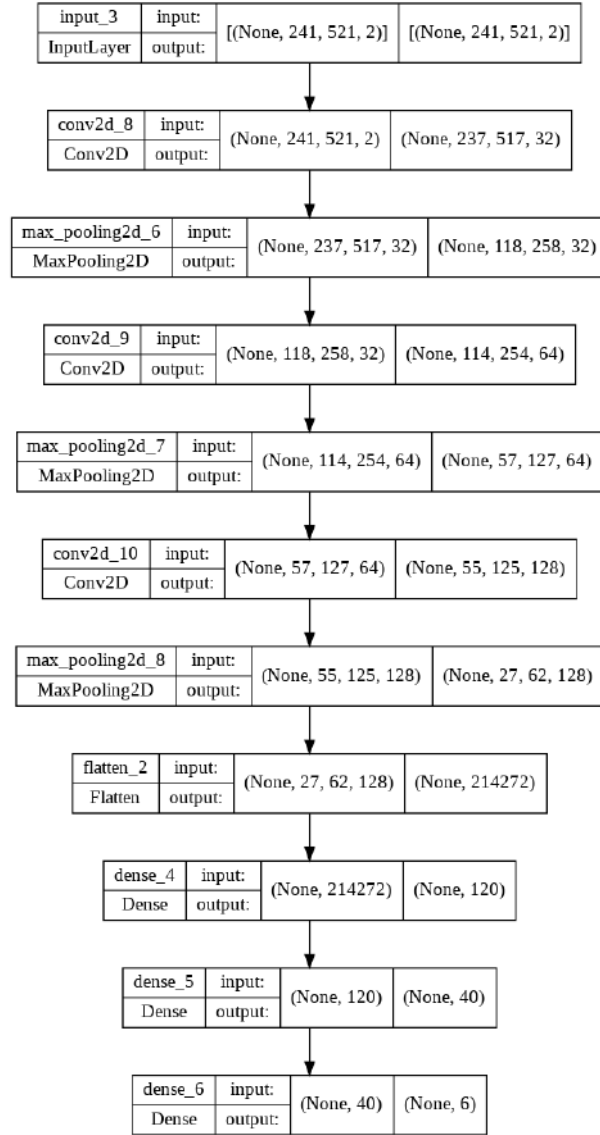 input_3 input: [(None, 241, 521, 2)] [(None, 241, 521, 2)]
InputLayer output:
conv2d_8 input: (None, 241, 521, 2) (None, 237, 517, 32)
Conv2D output:
max_pooling2d_6 input: (None, 237, 517, 32) (None, 118, 258, 32)
MaxPooling2D output:
conv2d_9 input: (None, 118, 258, 32) (None, 114, 254, 64)
Conv2D output:
max_pooling2d_7 input: (None, 114, 254, 64) (None, 57, 127, 64)
MaxPooling2D output:
conv2d_10 input: (None, 57, 127, 64) (None, 55, 125, 128)
Conv2D output:
max_pooling2d_8 input: (None, 55, 125, 128) (None, 27, 62, 128)
MaxPooling2D output:
flatten_2 input: (None, 27, 62, 128) (None, 214272)
Flatten output:
dense_4 input: (None, 214272) (None, 120)
Dense output:
dense_5 input: (None, 120) (None, 40)
Dense output:
dense_6 input: (None, 40) (None, 6)
Dense output: